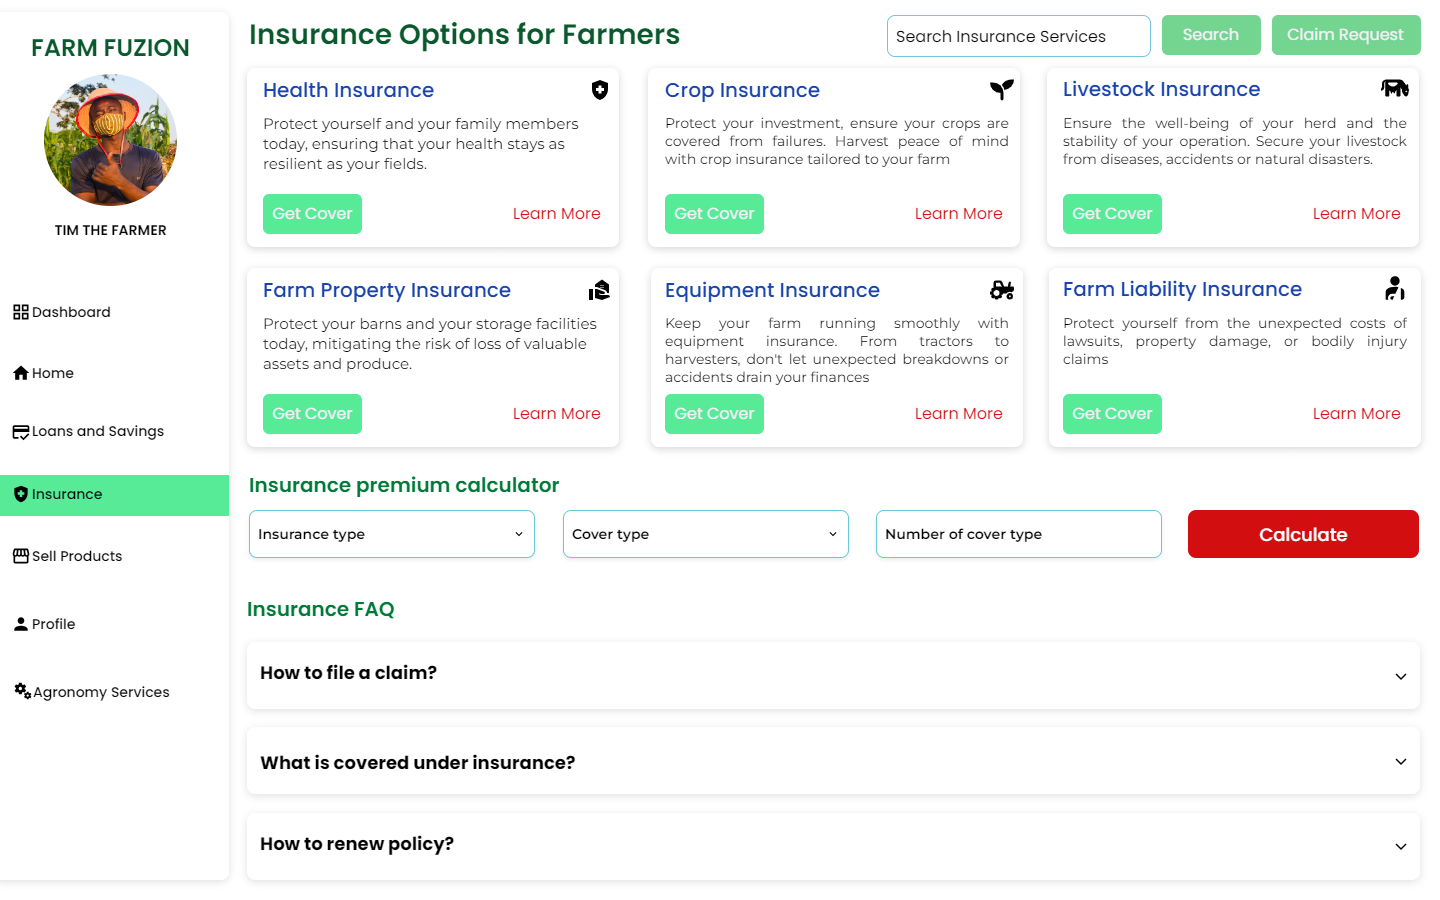 FARM FUZION
TIM THE FARMER
Dashboard
Home
Loans and Savings
Insurance
Sell Products
Profile
Agronomy Services
Insurance Options for Farmers
Search Insurance Services
Search
Claim Request
Health Insurance
Protect yourself and your family members
today, ensuring that your health stays as
resilient as your fields.
Get Cover
Learn More
Crop Insurance
Protect your investment, ensure your crops are
covered from failures. Harvest peace of mind
with crop insurance tailored to your farm
Get Cover
Learn More
Livestock Insurance
Ensure the well-being of your herd and the
stability of your operation. Secure your livestock
from diseases, accidents or natural disasters.
Get Cover
Learn More
Farm Property Insurance
Protect your barns and your storage facilities
today, mitigating the risk of loss of valuable
assets and produce.
Get Cover
Learn More
Equipment Insurance
Keep your farm running smoothly with
equipment insurance. From tractors to
harvesters, don't let unexpected breakdowns or
accidents drain your finances
Get Cover
Learn More
Farm Liability Insurance
Protect yourself from the unexpected costs of
lawsuits, property damage, or bodily injury
claims
Get Cover
Learn More
Insurance premium calculator
Insurance type
Cover type
Number of cover type
Calculate
Insurance FAQ
How to file a claim?
What is covered under insurance?
How to renew policy?